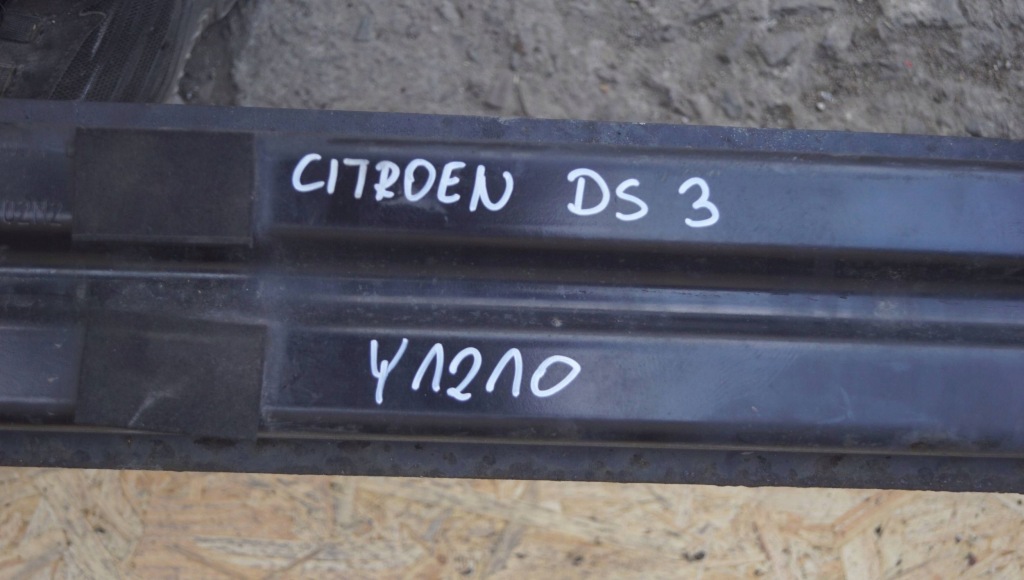 CITROEN DS 3
Y1210